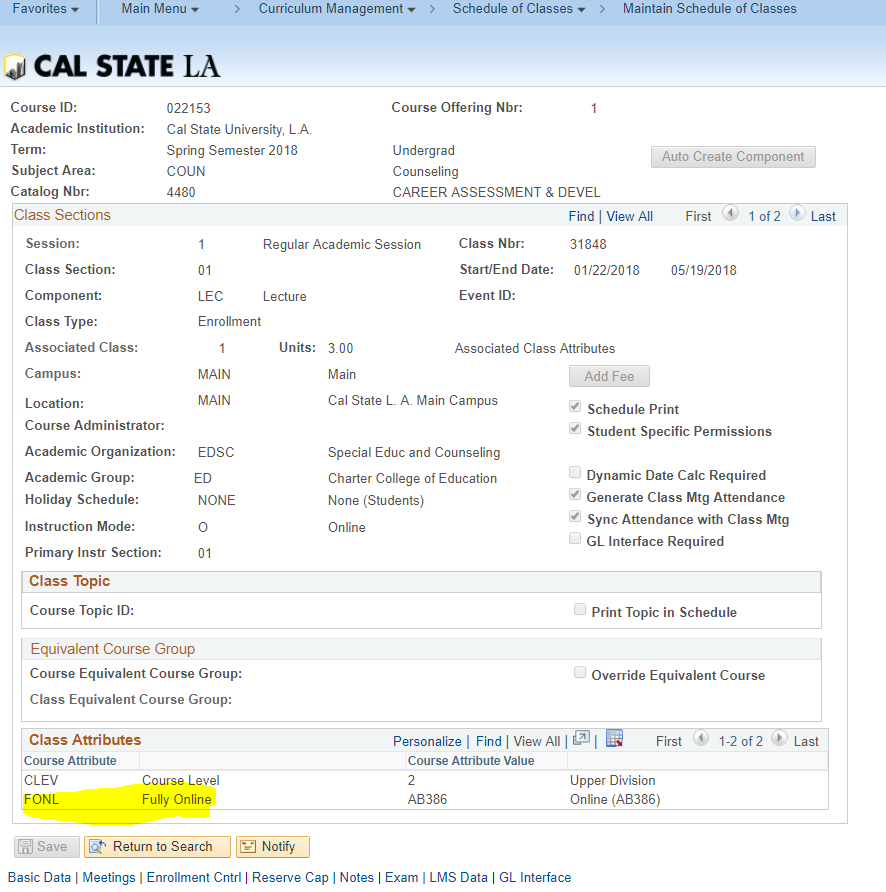 Favorites Main Menu > Curriculum Management > Schedule of Classes > Maintain Schedule of Classes
CAL STATE LA
Course ID: 022153 Course Offering Nbr: 1
Academic Institution: Cal State University, L.A.
Term: Spring Semester 2018 Undergrad Auto Create Component
Subject Area: COUN Counseling
Catalog Nbr: 4480 CAREER ASSESSMENT & DEVEL
Class Sections Find | View All First 1 of 2 Last
Session: 1 Regular Academic Session Class Nbr: 31848
Class Section: 01 Start/End Date: 01/22/2018 05/19/2018
Component: LEC Lecture Event ID:
Class Type: Enrollment
Associated Class: 1 Units: 3.00 Associated Class Attributes
Campus: MAIN Main Add Fee
Location: MAIN Cal State L. A. Main Campus Schedule Print
Course Administrator: Student Specific Permissions
Academic Organization: EDSC Special Educ and Counseling
Academic Group: ED Charter College of Education Dynamic Date Calc Required
Holiday Schedule: NONE None (Students) Generate Class Mtg Attendance
Instruction Mode: O Online Sync Attendance with Class Mtg
Primary Instr Section: 01 GL Interface Required
Class Topic
Course Topic ID: Print Topic in Schedule
Equivalent Course Group
Course Equivalent Course Group: Override Equivalent Course
Class Equivalent Course Group:
Class Attributes Personalize | Find | View All | | First 1-2 of 2 Last
Course Attribute Course Attribute Value
CLEV Course Level 2 Upper Division
FONL Fully Online AB386 Online (AB386)
Save Return to Search Notify
Basic Data | Meetings | Enrollment Cntrl | Reserve Cap | Notes | Exam | LMS Data | GL Interface